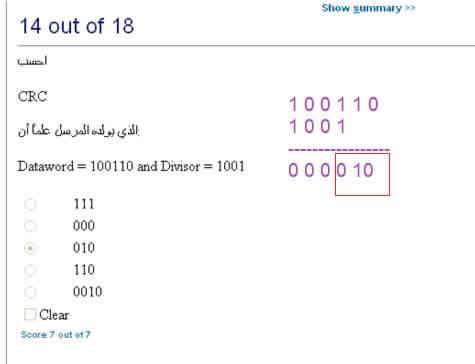 Show summary >>
14 out of 18
احسب
CRC
الذي يولده المرسل علماً أن:
Dataword = 100110 and Divisor = 1001
1 0 0 1 1 0
1 0 0 1
--------------------
0 0 0 0 1 0
111
000
010
110
0010
Clear
Score 7 out of 7